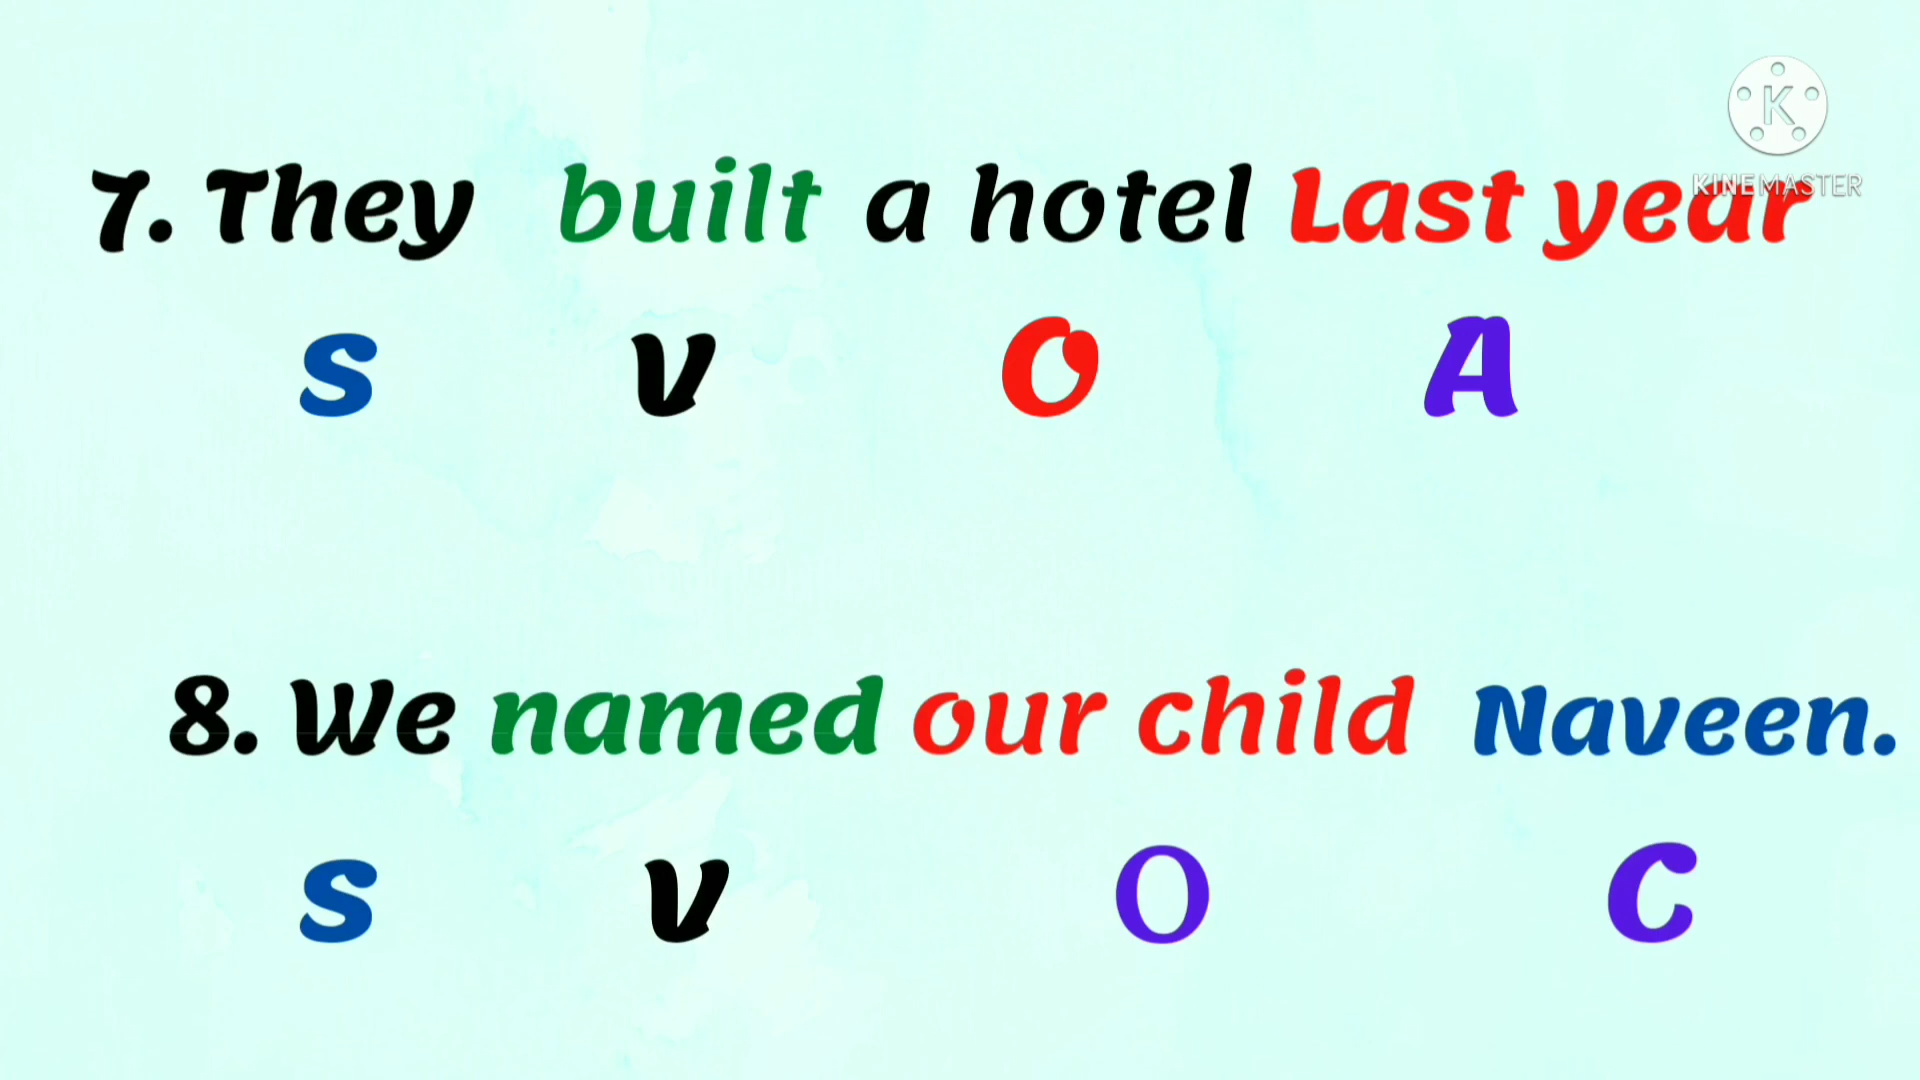 K
KINEMASTER
7. They built a hotel Last year
S V O A
8. We named our child Naveen.
S V O C